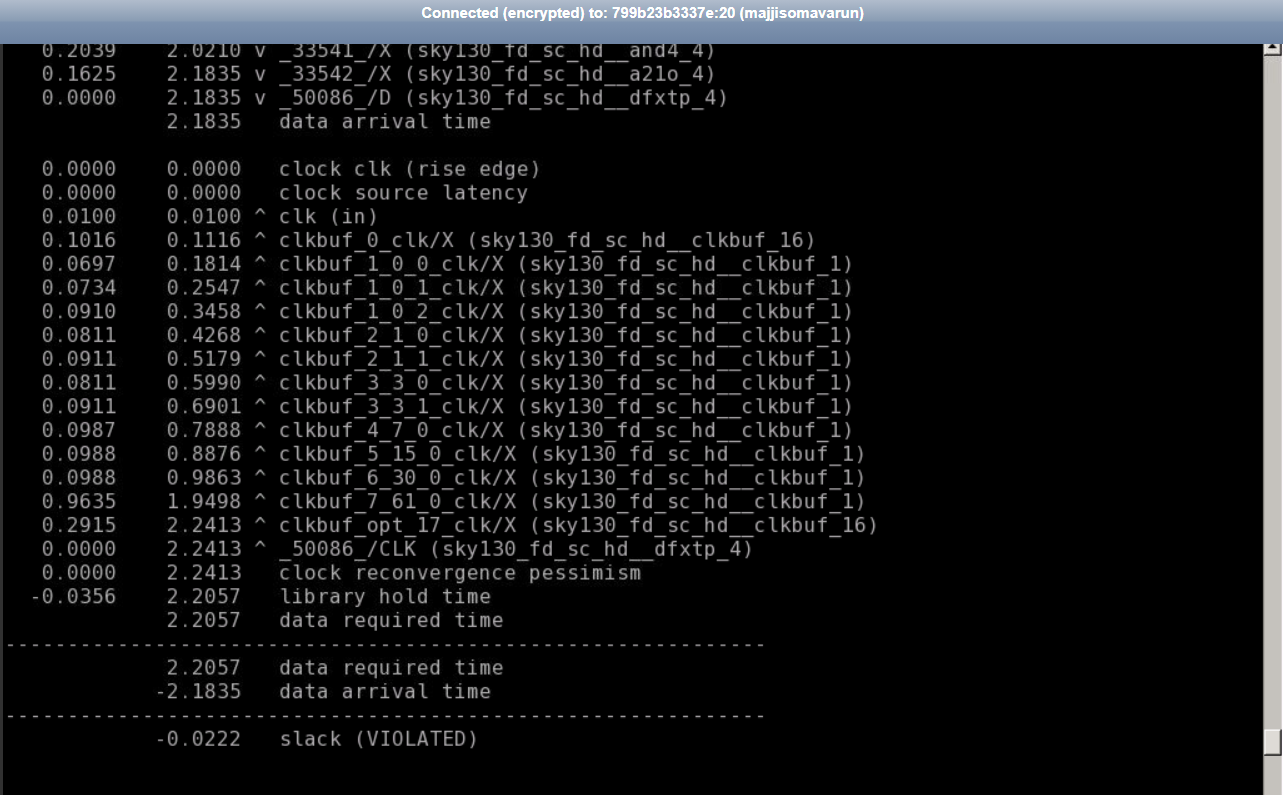 Connected (encrypted) to: 799b23b3337e:20 (majjisomavarun)
0.2039 2.0210 v _33541_/X (sky130_fd_sc_hd__and4_4)
0.1625 2.1835 v _33542_/X (sky130_fd_sc_hd__a21o_4)
0.0000 2.1835 v _50086_/D (sky130_fd_sc_hd__dfxtp_4)
2.1835 data arrival time
0.0000 0.0000 clock clk (rise edge)
0.0000 0.0000 clock source latency
0.0100 0.0100 ^ clk (in)
0.1016 0.1116 ^ clkbuf_0_clk/X (sky130_fd_sc_hd__clkbuf_16)
0.0697 0.1814 ^ clkbuf_1_0_0_clk/X (sky130_fd_sc_hd__clkbuf_1)
0.0734 0.2547 ^ clkbuf_1_0_1_clk/X (sky130_fd_sc_hd__clkbuf_1)
0.0910 0.3458 ^ clkbuf_1_0_2_clk/X (sky130_fd_sc_hd__clkbuf_1)
0.0811 0.4268 ^ clkbuf_2_1_0_clk/X (sky130_fd_sc_hd__clkbuf_1)
0.0911 0.5179 ^ clkbuf_2_1_1_clk/X (sky130_fd_sc_hd__clkbuf_1)
0.0811 0.5990 ^ clkbuf_3_3_0_clk/X (sky130_fd_sc_hd__clkbuf_1)
0.0911 0.6901 ^ clkbuf_3_3_1_clk/X (sky130_fd_sc_hd__clkbuf_1)
0.0987 0.7888 ^ clkbuf_4_7_0_clk/X (sky130_fd_sc_hd__clkbuf_1)
0.0988 0.8876 ^ clkbuf_5_15_0_clk/X (sky130_fd_sc_hd__clkbuf_1)
0.0988 0.9863 ^ clkbuf_6_30_0_clk/X (sky130_fd_sc_hd__clkbuf_1)
0.9635 1.9498 ^ clkbuf_7_61_0_clk/X (sky130_fd_sc_hd__clkbuf_1)
0.2915 2.2413 ^ clkbuf_opt_17_clk/X (sky130_fd_sc_hd__clkbuf_16)
0.0000 2.2413 ^ _50086_/CLK (sky130_fd_sc_hd__dfxtp_4)
0.0000 2.2413 clock reconvergence pessimism
-0.0356 2.2057 library hold time
2.2057 data required time
-------------------------------------------------------------
2.2057 data required time
-2.1835 data arrival time
-------------------------------------------------------------
-0.0222 slack (VIOLATED)